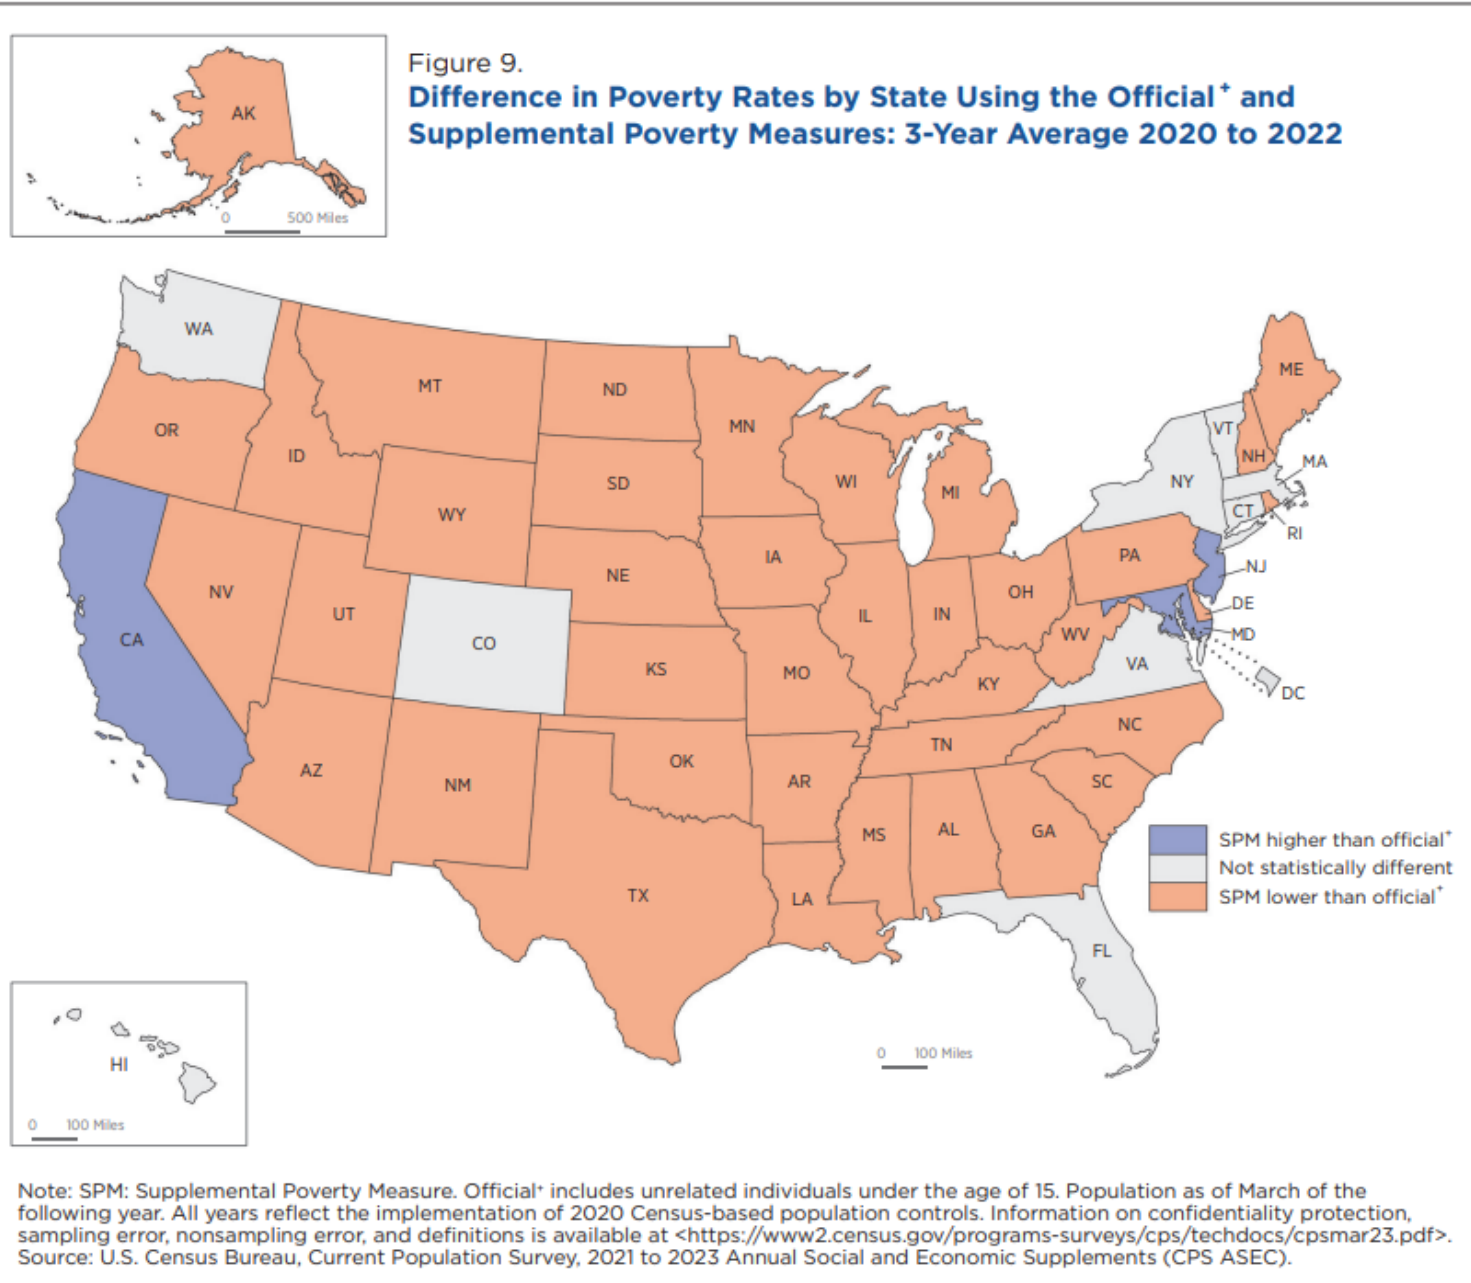 Figure 9.
Difference in Poverty Rates by State Using the Official⁺ and
Supplemental Poverty Measures: 3-Year Average 2020 to 2022
AK
0 500 Miles
WA
MT
ND
MN
ME
OR
ID
WY
SD
WI
MI
NY
VT
NH
MA
CT
RI
NV
UT
CO
NE
IA
IL
IN
OH
PA
NJ
DE
MD
CA
KS
MO
KY
WV
VA
DC
AZ
NM
OK
AR
TN
NC
SC
TX
LA
MS
AL
GA
FL
SPM higher than official⁺
Not statistically different
SPM lower than official⁺
HI
0 100 Miles
0 100 Miles
Note: SPM: Supplemental Poverty Measure. Official⁺ includes unrelated individuals under the age of 15. Population as of March of the
following year. All years reflect the implementation of 2020 Census-based population controls. Information on confidentiality protection,
sampling error, nonsampling error, and definitions is available at <https://www2.census.gov/programs-surveys/cps/techdocs/cpsmar23.pdf>.
Source: U.S. Census Bureau, Current Population Survey, 2021 to 2023 Annual Social and Economic Supplements (CPS ASEC).